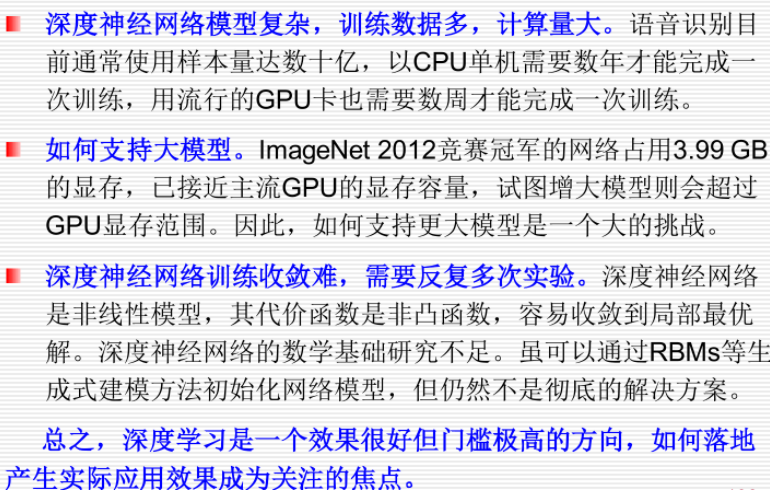 深度神经网络模型复杂，训练数据多，计算量大。语音识别目
前通常使用样本量达数十亿，以CPU单机需要数年才能完成一
次训练，用流行的GPU卡也需要数周才能完成一次训练。
如何支持大模型。ImageNet 2012竞赛冠军的网络占用3.99 GB
的显存，已接近主流GPU的显存容量，试图增大模型则会超过
GPU显存范围。因此，如何支持更大模型是一个大的挑战。
深度神经网络训练收敛难，需要反复多次实验。深度神经网络
是非线性模型，其代价函数是非凸函数，容易收敛到局部最优
解。深度神经网络的数学基础研究不足。虽可以通过RBMs等生
成式建模方法初始化网络模型，但仍然不是彻底的解决方案。
总之，深度学习是一个效果很好但门槛极高的方向，如何落地
产生实际应用效果成为关注的焦点。